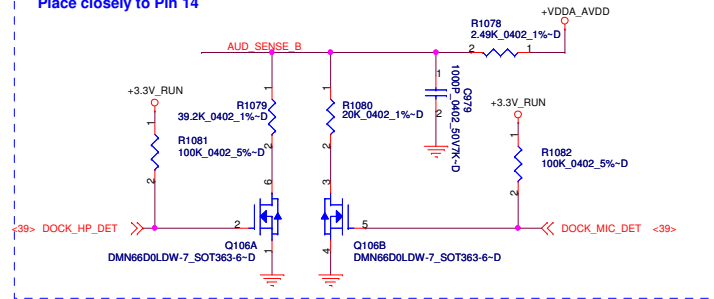 Place closely to Pin 14
+VDDA_AVDD
R1078
2.49K_0402_1%~D
2 1
AUD_SENSE_B
+3.3V_RUN
R1079
39.2K_0402_1%~D
1
2
R1080
20K_0402_1%~D
1
2
C979
1000P_0402_50V7K~D
1
2
+3.3V_RUN
R1081
100K_0402_5%~D
1
2
R1082
100K_0402_5%~D
1
2
<39> DOCK_HP_DET
2
6
1
3
4
5
DOCK_MIC_DET <39>
Q106A
DMN66D0LDW-7_SOT363-6~D
Q106B
DMN66D0LDW-7_SOT363-6~D